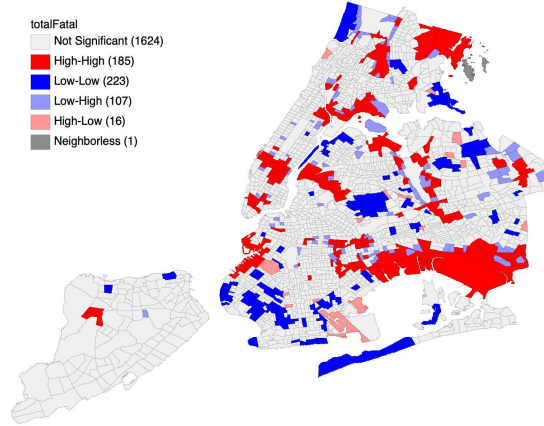 totalFatal
Not Significant (1624)
High-High (185)
Low-Low (223)
Low-High (107)
High-Low (16)
Neighborless (1)